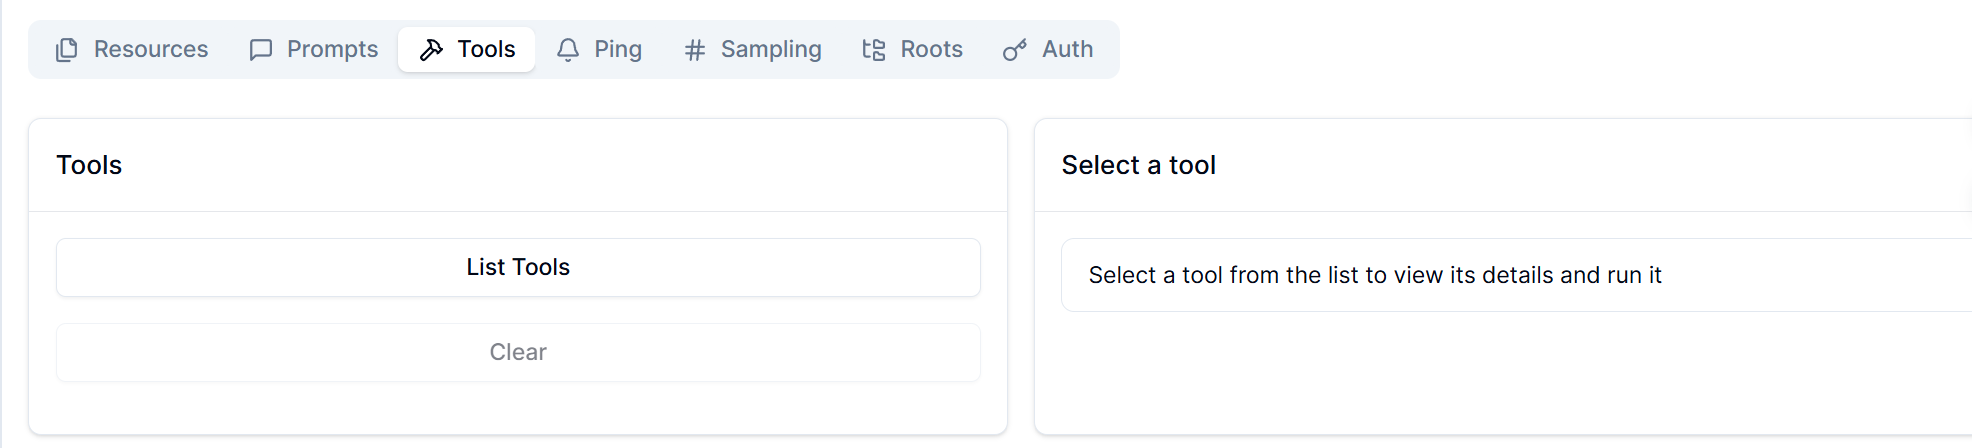 Resources Prompts Tools Ping Sampling Roots Auth
Tools
List Tools
Clear
Select a tool
Select a tool from the list to view its details and run it